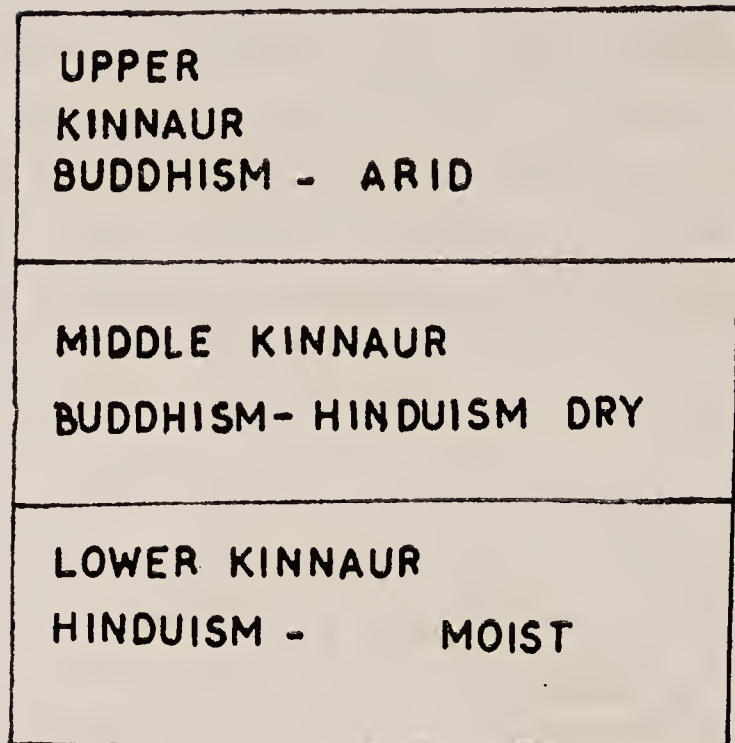 UPPER
KINNAUR
BUDDHISM - ARID
MIDDLE KINNAUR
BUDDHISM - HINDUISM DRY
LOWER KINNAUR
HINDUISM - MOIST